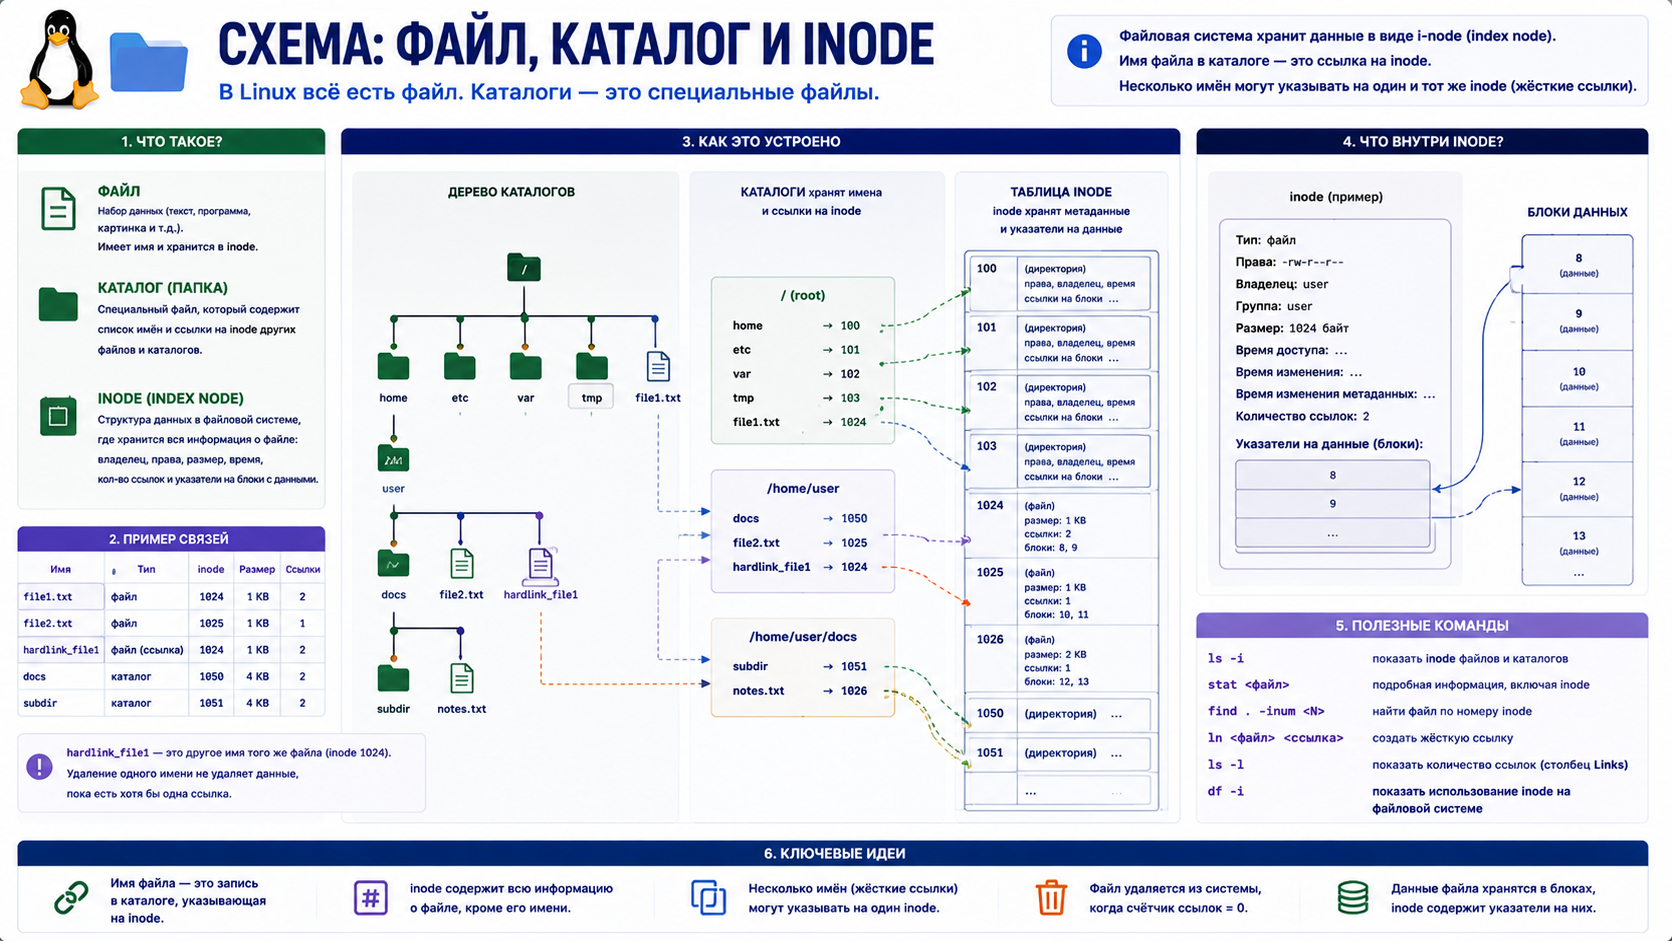 СХЕМА: ФАЙЛ, КАТАЛОГ И INODE
В Linux всё есть файл. Каталоги — это специальные файлы.
Файловая система хранит данные в виде i-node (index node).
Имя файла в каталоге — это ссылка на inode.
Несколько имён могут указывать на один и тот же inode (жёсткие ссылки).
1. ЧТО ТАКОЕ?
ФАЙЛ
Набор данных (текст, программа,
картинка и т.д.).
Имеет имя и хранится в inode.
КАТАЛОГ (ПАПКА)
Специальный файл, который содержит
список имён и ссылки на inode других
файлов и каталогов.
INODE (INDEX NODE)
Структура данных в файловой системе,
где хранится вся информация о файле:
владелец, права, размер, время,
кол-во ссылок и указатели на блоки с данными.
2. ПРИМЕР СВЯЗЕЙ
Имя Тип inode Размер Ссылки
file1.txt файл 1024 1 KB 2
file2.txt файл 1025 1 KB 1
hardlink_file1 файл (ссылка) 1024 1 KB 2
docs каталог 1050 4 KB 2
subdir каталог 1051 4 KB 2
hardlink_file1 — это другое имя того же файла (inode 1024).
Удаление одного имени не удаляет данные,
пока есть хотя бы одна ссылка.
3. КАК ЭТО УСТРОЕНО
ДЕРЕВО КАТАЛОГОВ
/
home etc var tmp file1.txt
user
docs file2.txt hardlink_file1
subdir notes.txt
КАТАЛОГИ хранят имена
и ссылки на inode
/ (root)
home → 100
etc → 101
var → 102
tmp → 103
file1.txt → 1024
/home/user
docs → 1050
file2.txt → 1025
hardlink_file1 → 1024
/home/user/docs
subdir → 1051
notes.txt → 1026
ТАБЛИЦА INODE
inode хранят метаданные
и указатели на данные
100 (директория)
права, владелец, время
ссылки на блоки ...
101 (директория)
права, владелец, время
ссылки на блоки ...
102 (директория)
права, владелец, время
ссылки на блоки ...
103 (директория)
права, владелец, время
ссылки на блоки ...
1024 (файл)
размер: 1 KB
ссылки: 2
блоки: 8, 9
1025 (файл)
размер: 1 KB
ссылки: 1
блоки: 10, 11
1026 (файл)
размер: 2 KB
ссылки: 1
блоки: 12, 13
1050 (директория) ...
1051 (директория) ...
... ...
4. ЧТО ВНУТРИ INODE?
inode (пример)
Тип: файл
Права: -rw-r--r--
Владелец: user
Группа: user
Размер: 1024 байт
Время доступа: ...
Время изменения: ...
Время изменения метаданных: ...
Количество ссылок: 2
Указатели на данные (блоки):
8
9
...
БЛОКИ ДАННЫХ
8
(данные)
9
(данные)
10
(данные)
11
(данные)
12
(данные)
13
(данные)
...
5. ПОЛЕЗНЫЕ КОМАНДЫ
ls -i показать inode файлов и каталогов
stat <файл> подробная информация, включая inode
find . -inum <N> найти файл по номеру inode
ln <файл> <ссылка> создать жёсткую ссылку
ls -l показать количество ссылок (столбец Links)
df -i показать использование inode на
файловой системе
6. КЛЮЧЕВЫЕ ИДЕИ
Имя файла — это запись
в каталоге, указывающая
на inode.
inode содержит всю информацию
о файле, кроме его имени.
Несколько имён (жёсткие ссылки)
могут указывать на один inode.
Файл удаляется из системы,
когда счётчик ссылок = 0.
Данные файла хранятся в блоках,
inode содержит указатели на них.